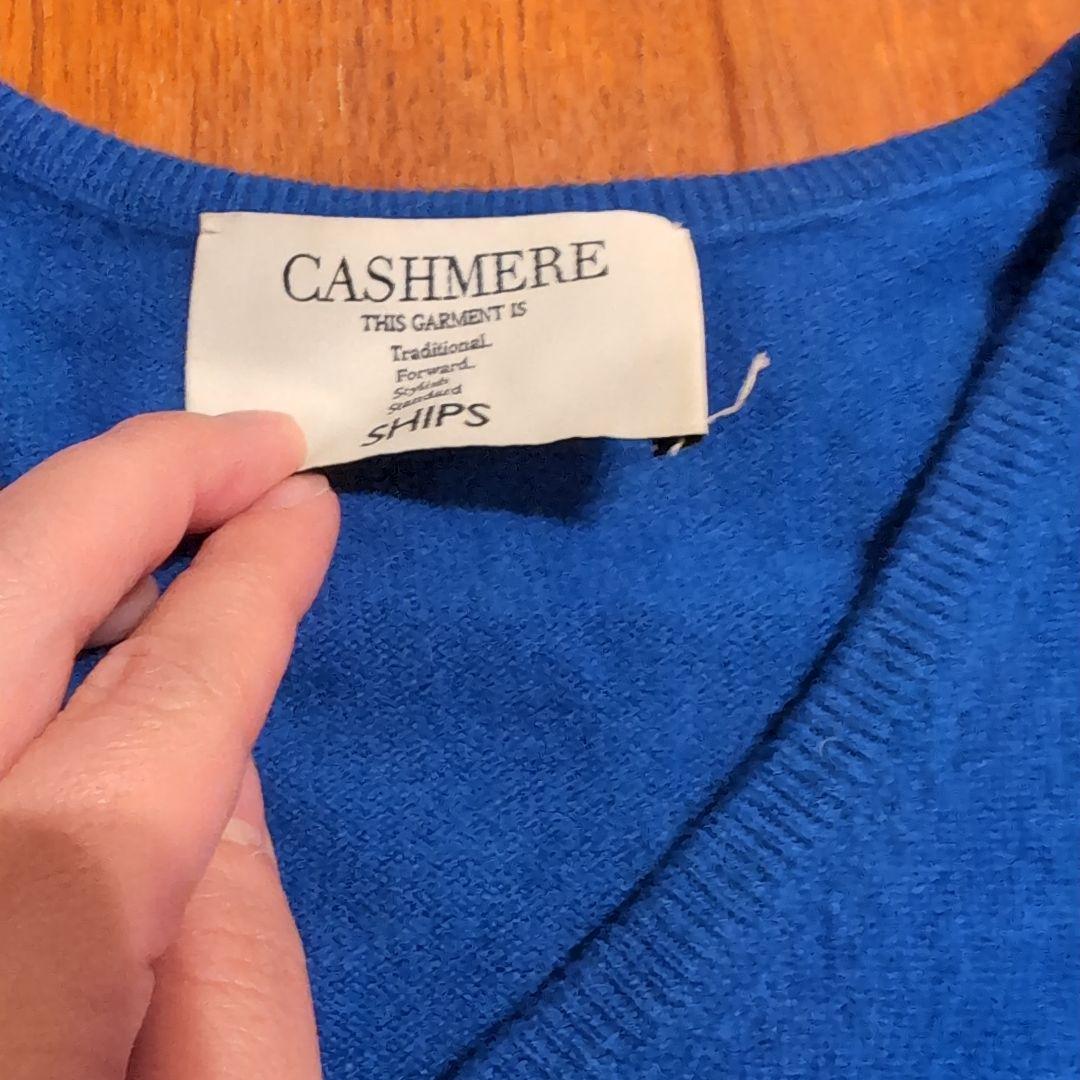 CASHMERE
THIS GARMENT IS
Traditional
Forward
Stylish
Standard
SHIPS